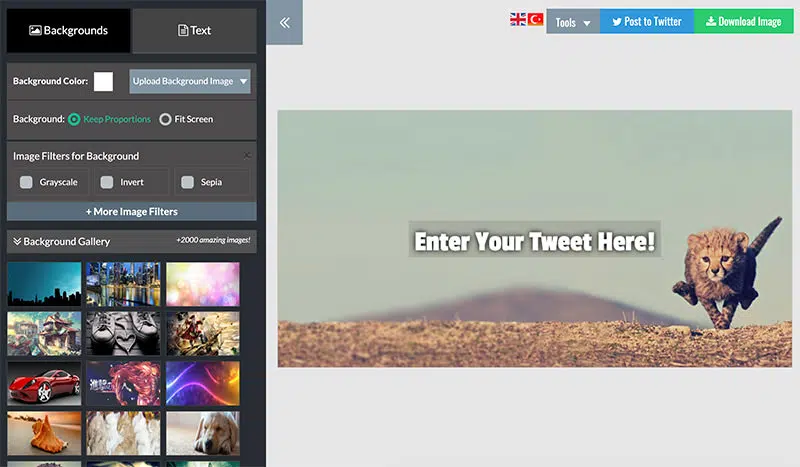 Backgrounds
Text
Tools
Post to Twitter
Download Image
Background Color:
Upload Background Image
Background:
Keep Proportions
Fit Screen
Image Filters for Background
Grayscale
Invert
Sepia
+ More Image Filters
Background Gallery
+2000 amazing images!
Enter Your Tweet Here!